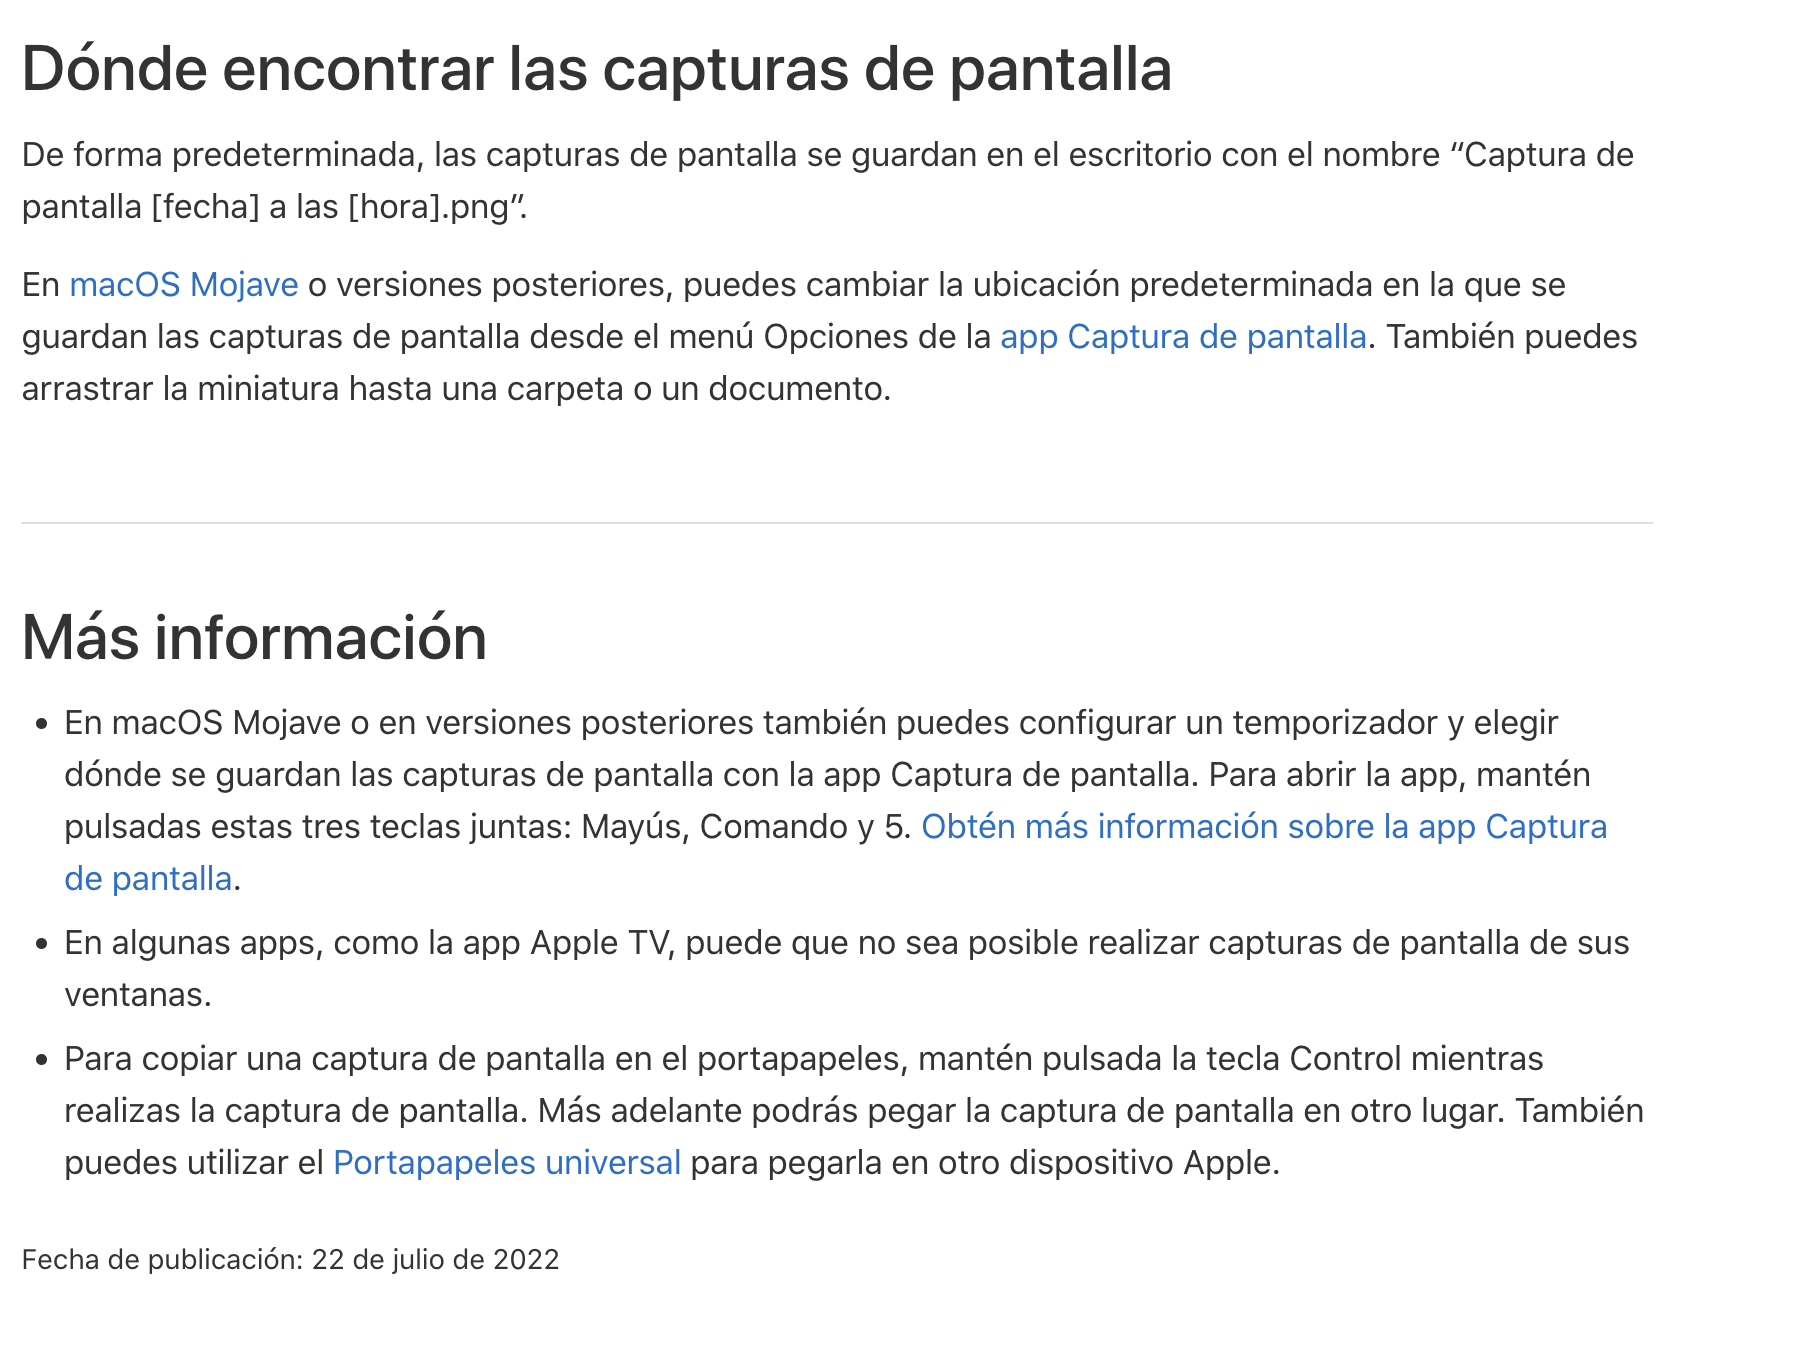 Dónde encontrar las capturas de pantalla
De forma predeterminada, las capturas de pantalla se guardan en el escritorio con el nombre “Captura de
pantalla [fecha] a las [hora].png”.
En macOS Mojave o versiones posteriores, puedes cambiar la ubicación predeterminada en la que se
guardan las capturas de pantalla desde el menú Opciones de la app Captura de pantalla. También puedes
arrastrar la miniatura hasta una carpeta o un documento.
Más información
• En macOS Mojave o en versiones posteriores también puedes configurar un temporizador y elegir
dónde se guardan las capturas de pantalla con la app Captura de pantalla. Para abrir la app, mantén
pulsadas estas tres teclas juntas: Mayús, Comando y 5. Obtén más información sobre la app Captura
de pantalla.
• En algunas apps, como la app Apple TV, puede que no sea posible realizar capturas de pantalla de sus
ventanas.
• Para copiar una captura de pantalla en el portapapeles, mantén pulsada la tecla Control mientras
realizas la captura de pantalla. Más adelante podrás pegar la captura de pantalla en otro lugar. También
puedes utilizar el Portapapeles universal para pegarla en otro dispositivo Apple.
Fecha de publicación: 22 de julio de 2022